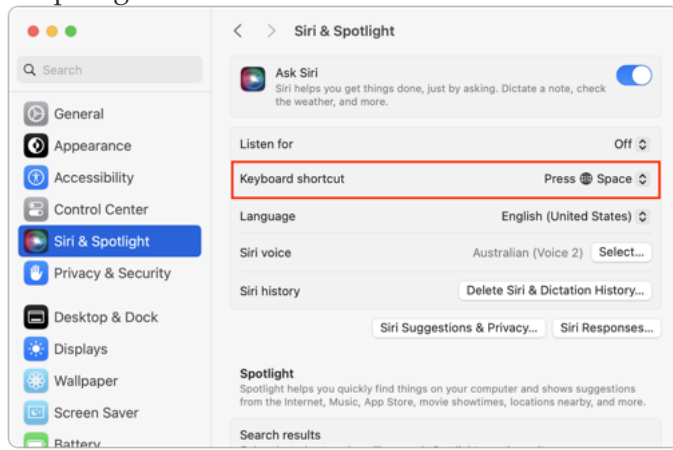 Siri & Spotlight
Search
General
Appearance
Accessibility
Control Center
Siri & Spotlight
Privacy & Security
Desktop & Dock
Displays
Wallpaper
Screen Saver
Battery
Ask Siri
Siri helps you get things done, just by asking. Dictate a note, check
the weather, and more.
Listen for Off
Keyboard shortcut Press 🌐 Space
Language English (United States)
Siri voice Australian (Voice 2) Select...
Siri history Delete Siri & Dictation History...
Siri Suggestions & Privacy... Siri Responses...
Spotlight
Spotlight helps you quickly find things on your computer and shows suggestions
from the Internet, Music, App Store, movie showtimes, locations nearby, and more.
Search results